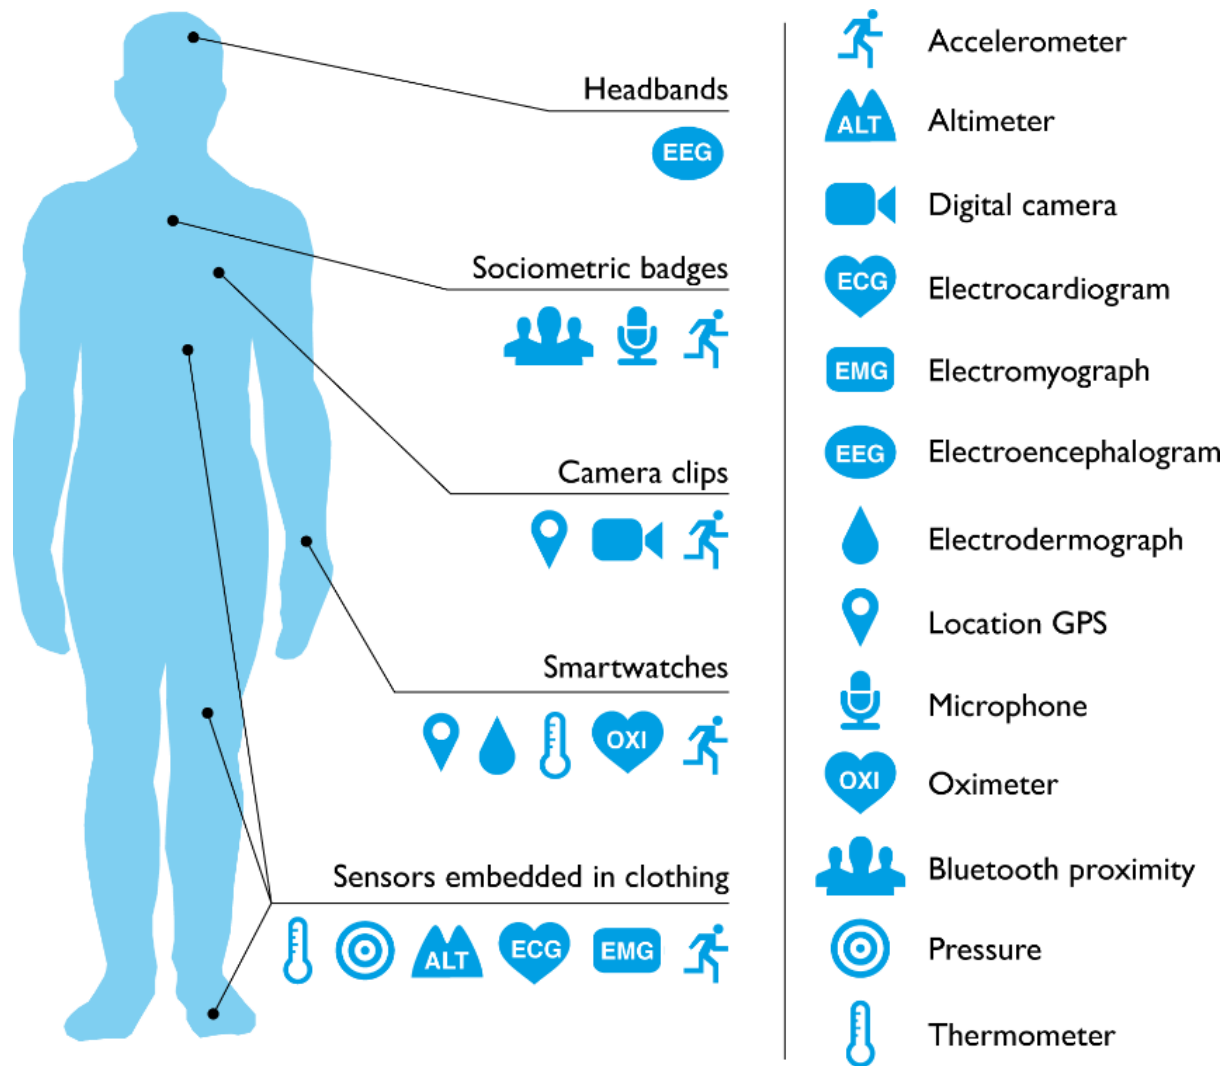 Headbands
EEG
Sociometric badges
Camera clips
Smartwatches
OXI
Sensors embedded in clothing
ALT
ECG
EMG
Accelerometer
ALT
Altimeter
Digital camera
ECG
Electrocardiogram
EMG
Electromyograph
EEG
Electroencephalogram
Electrodermograph
Location GPS
Microphone
OXI
Oximeter
Bluetooth proximity
Pressure
Thermometer